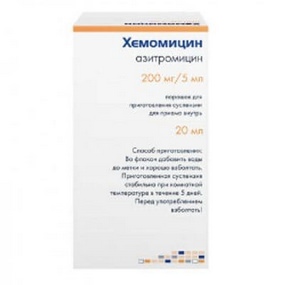 Хемомицин
Хемомицин
азитромицин
200 мг/5 мл
порошок для
приготовления суспензии
для приема внутрь
20 мл
Способ приготовления:
Во флакон добавить воды
до метки и хорошо взболтать.
Приготовленная суспензия
стабильна при комнатной
температуре в течение 5 дней.
Перед употреблением
взболтать!